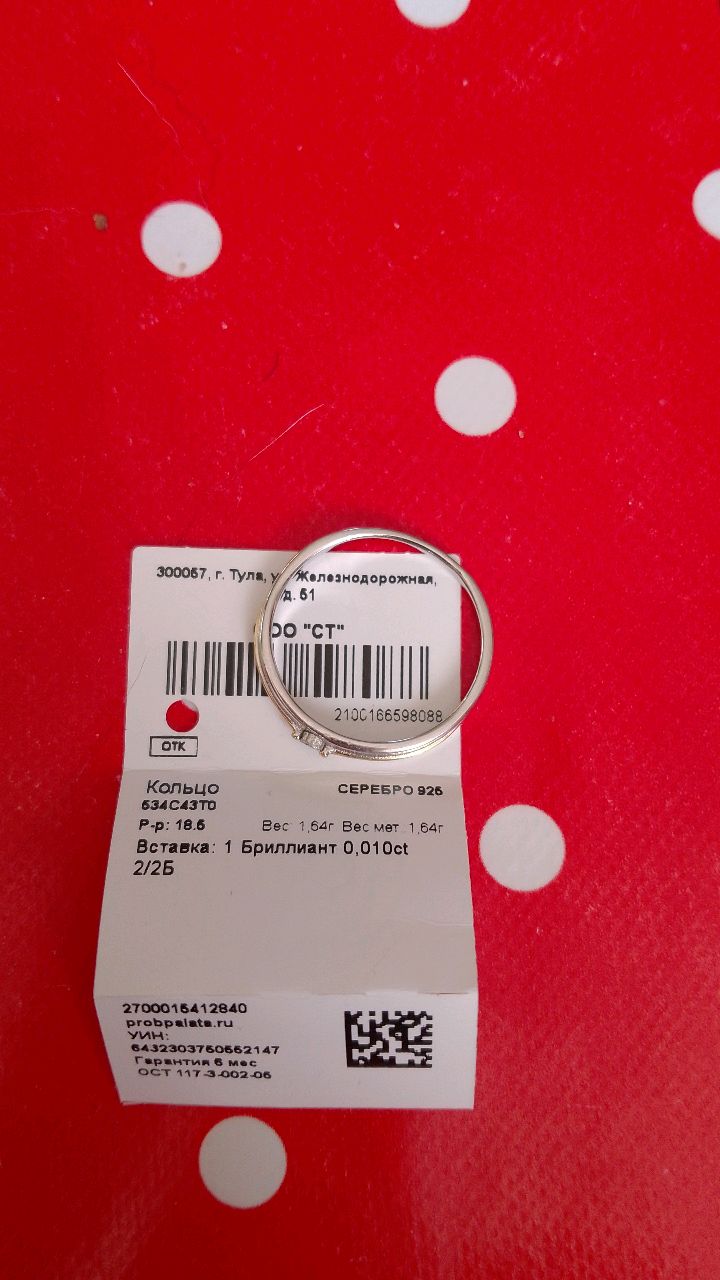 300057, г. Тула, Железнодорожная,
д. 51
ООО "СТ"
2100166598088
ОТК
Кольцо
СЕРЕБРО 925
534С43Т0
Р-р: 18.5 Вес: 1,64г Вес мет. 1,64г
Вставка: 1 Бриллиант 0,010ct
2/2Б
2700015412840
probpalata.ru
УИН:
6432303750552147
Гарантия 6 мес
ОСТ 117-3-002-06